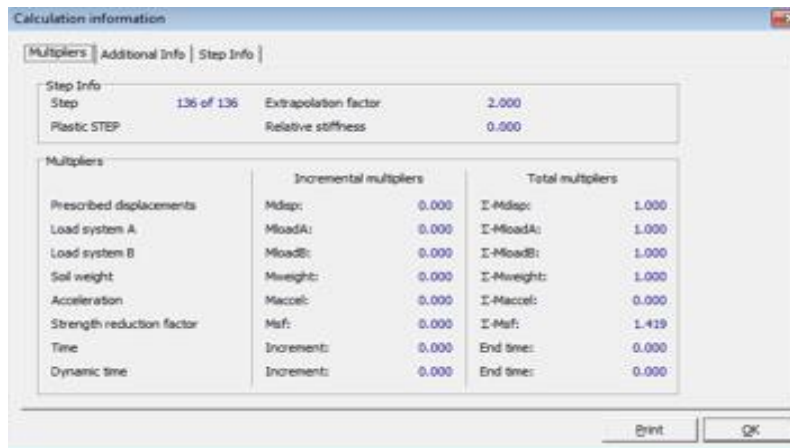 Calculation information
Multipliers Additional Info Step Info
Step Info
Step 136 of 136 Extrapolation factor 2.000
Plastic STEP Relative stiffness 0.000
Multipliers
Incremental multipliers Total multipliers
Prescribed displacements Mdisp: 0.000 Σ-Mdisp: 1.000
Load system A MloadA: 0.000 Σ-MloadA: 1.000
Load system B MloadB: 0.000 Σ-MloadB: 1.000
Soil weight Mweight: 0.000 Σ-Mweight: 1.000
Acceleration Maccel: 0.000 Σ-Maccel: 0.000
Strength reduction factor Msf: 0.000 Σ-Msf: 1.419
Time Increment: 0.000 End time: 0.000
Dynamic time Increment: 0.000 End time: 0.000
Print OK